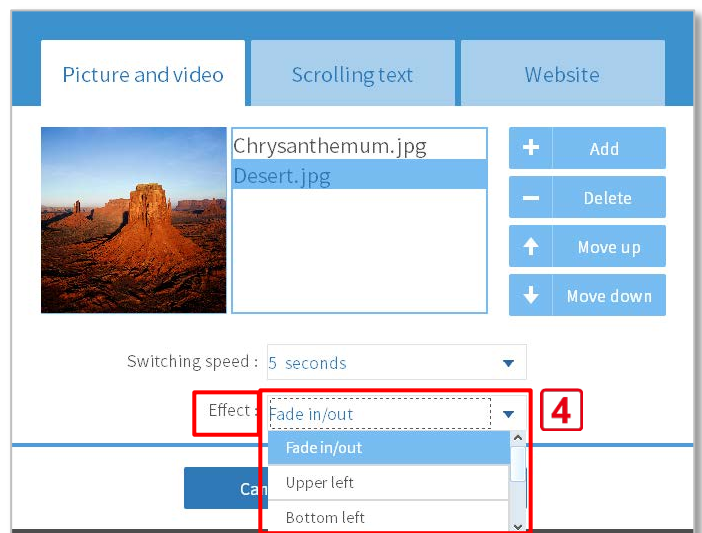 Picture and video
Scrolling text
Website
Chrysanthemum.jpg
Desert.jpg
Add
Delete
Move up
Move down
Switching speed :
5 seconds
Effect :
Fade in/out
4
Fade in/out
Upper left
Bottom left